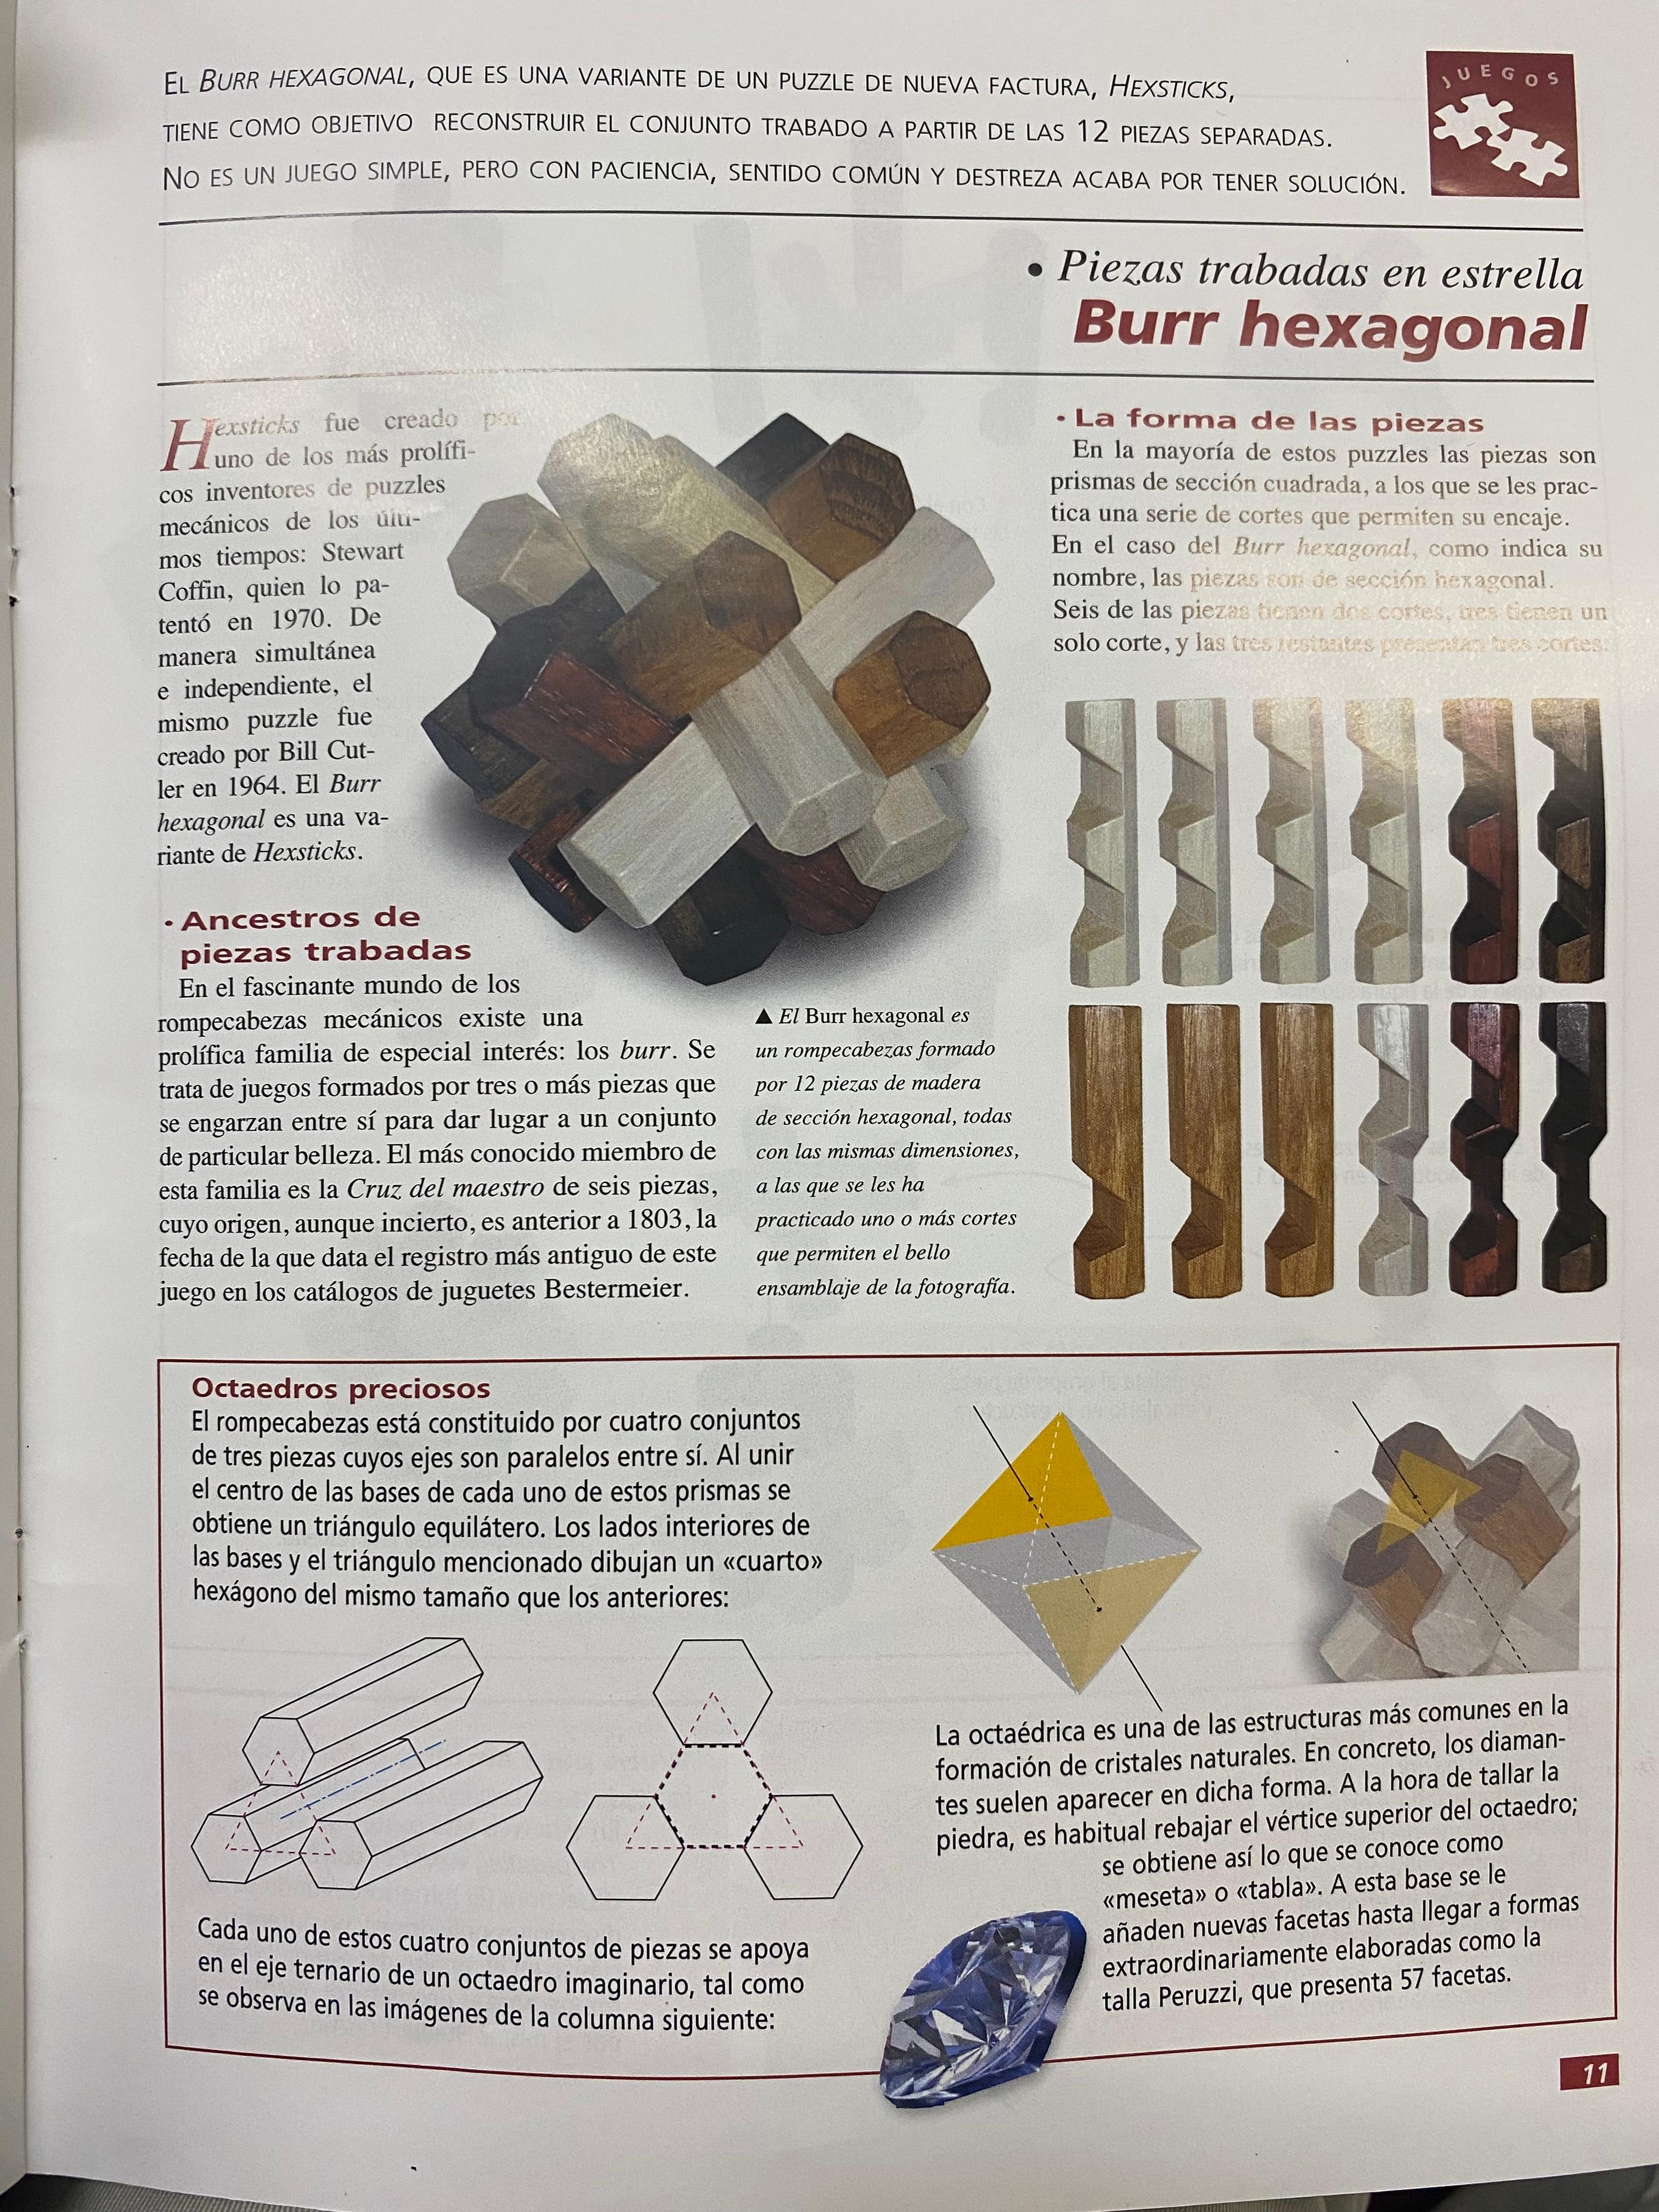 EL BURR HEXAGONAL, QUE ES UNA VARIANTE DE UN PUZZLE DE NUEVA FACTURA, HEXSTICKS,
TIENE COMO OBJETIVO RECONSTRUIR EL CONJUNTO TRABADO A PARTIR DE LAS 12 PIEZAS SEPARADAS.
NO ES UN JUEGO SIMPLE, PERO CON PACIENCIA, SENTIDO COMÚN Y DESTREZA ACABA POR TENER SOLUCIÓN.
JUEGOS
• Piezas trabadas en estrella
Burr hexagonal
Hexsticks fue creado por
uno de los más prolífi-
cos inventores de puzzles
mecánicos de los últi-
mos tiempos: Stewart
Coffin, quien lo pa-
tentó en 1970. De
manera simultánea
e independiente, el
mismo puzzle fue
creado por Bill Cut-
ler en 1964. El Burr
hexagonal es una va-
riante de Hexsticks.
• Ancestros de
piezas trabadas
En el fascinante mundo de los
rompecabezas mecánicos existe una
prolífica familia de especial interés: los burr. Se
trata de juegos formados por tres o más piezas que
se engarzan entre sí para dar lugar a un conjunto
de particular belleza. El más conocido miembro de
esta familia es la Cruz del maestro de seis piezas,
cuyo origen, aunque incierto, es anterior a 1803, la
fecha de la que data el registro más antiguo de este
juego en los catálogos de juguetes Bestermeier.
▲ El Burr hexagonal es
un rompecabezas formado
por 12 piezas de madera
de sección hexagonal, todas
con las mismas dimensiones,
a las que se les ha
practicado uno o más cortes
que permiten el bello
ensamblaje de la fotografía.
• La forma de las piezas
En la mayoría de estos puzzles las piezas son
prismas de sección cuadrada, a los que se les prac-
tica una serie de cortes que permiten su encaje.
En el caso del Burr hexagonal, como indica su
nombre, las piezas son de sección hexagonal.
Seis de las piezas tienen dos cortes, tres tienen un
solo corte, y las tres restantes presentan tres cortes.
Octaedros preciosos
El rompecabezas está constituido por cuatro conjuntos
de tres piezas cuyos ejes son paralelos entre sí. Al unir
el centro de las bases de cada uno de estos prismas se
obtiene un triángulo equilátero. Los lados interiores de
las bases y el triángulo mencionado dibujan un «cuarto»
hexágono del mismo tamaño que los anteriores:
Cada uno de estos cuatro conjuntos de piezas se apoya
en el eje ternario de un octaedro imaginario, tal como
se observa en las imágenes de la columna siguiente:
La octaédrica es una de las estructuras más comunes en la
formación de cristales naturales. En concreto, los diaman-
tes suelen aparecer en dicha forma. A la hora de tallar la
piedra, es habitual rebajar el vértice superior del octaedro;
se obtiene así lo que se conoce como
«meseta» o «tabla». A esta base se le
añaden nuevas facetas hasta llegar a formas
extraordinariamente elaboradas como la
talla Peruzzi, que presenta 57 facetas.
11